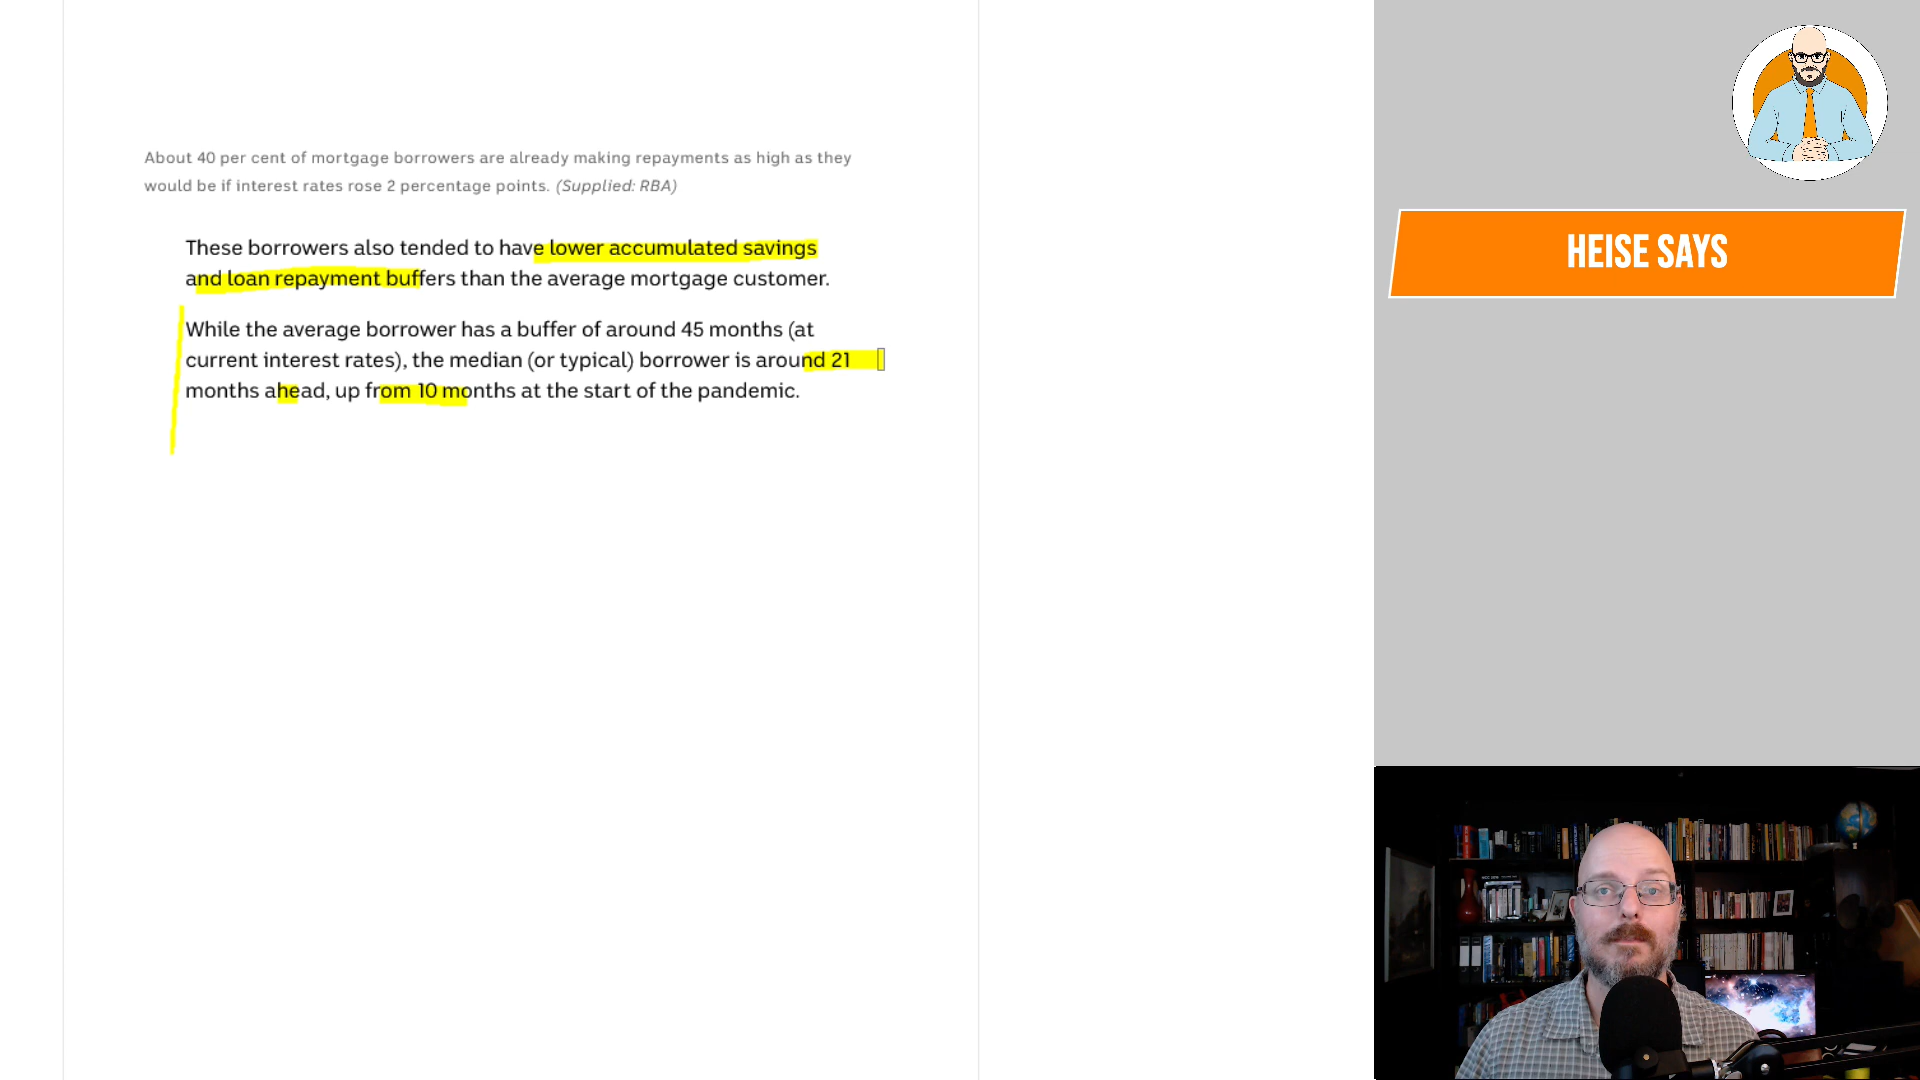 About 40 per cent of mortgage borrowers are already making repayments as high as they
would be if interest rates rose 2 percentage points. (Supplied: RBA)
These borrowers also tended to have lower accumulated savings
and loan repayment buffers than the average mortgage customer.
While the average borrower has a buffer of around 45 months (at
current interest rates), the median (or typical) borrower is around 21
months ahead, up from 10 months at the start of the pandemic.
HEISE SAYS